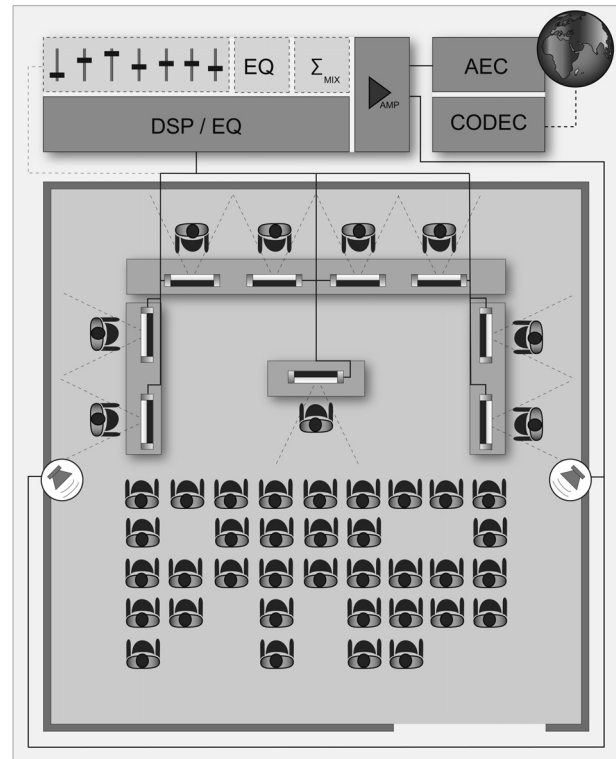 EQ
Σ MIX
AMP
AEC
DSP / EQ
CODEC